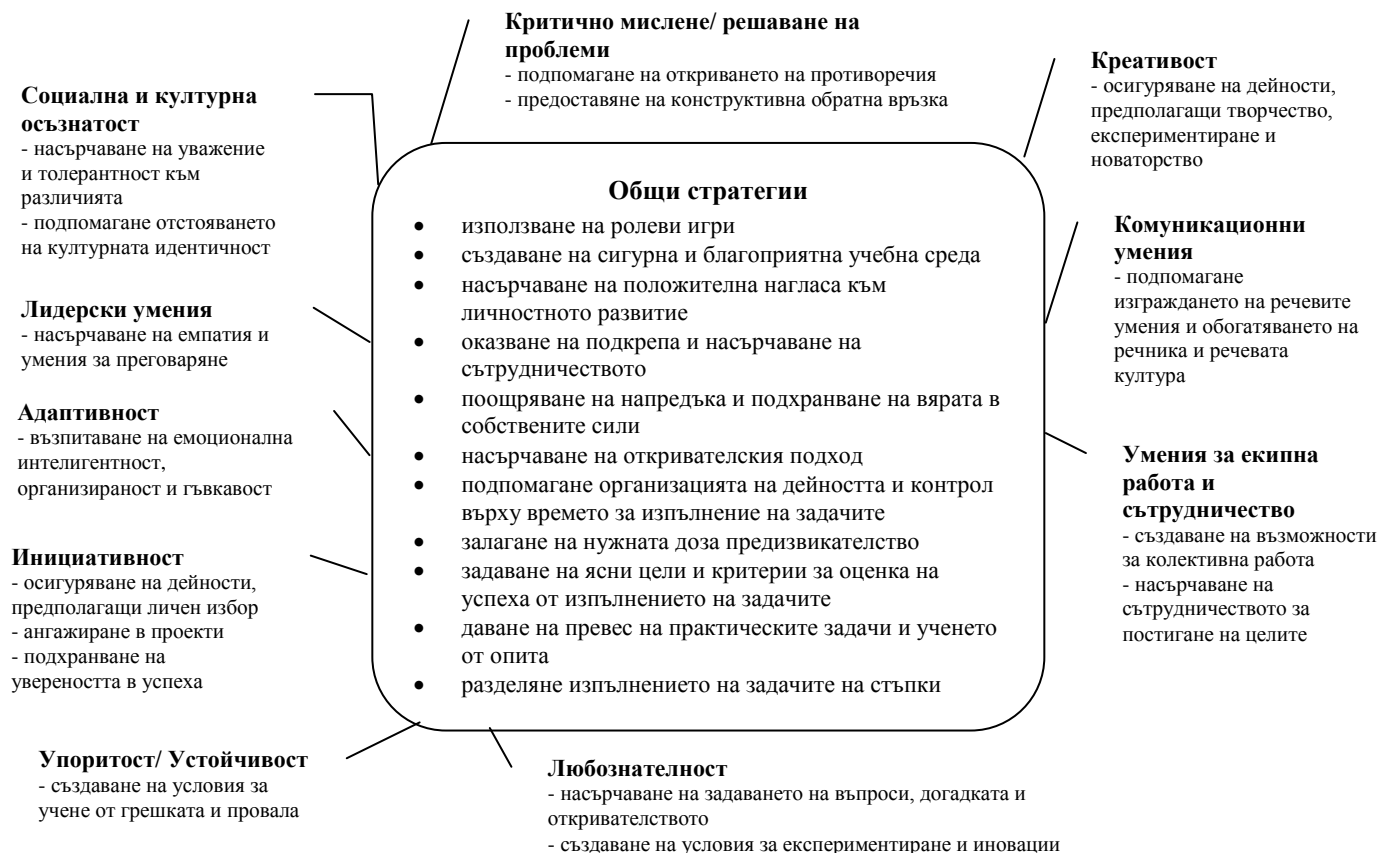 Критично мислене/ решаване на
проблеми
- подпомагане на откриването на противоречия
- предоставяне на конструктивна обратна връзка
Креативост
- осигуряване на дейности,
предполагащи творчество,
експериментиране и
новаторство
Социална и културна
осъзнатост
- насърчаване на уважение
и толерантност към
различията
- подпомагане отстояването
на културната идентичност
Общи стратегии
• използване на ролеви игри
• създаване на сигурна и благоприятна учебна среда
• насърчаване на положителна нагласа към
личностното развитие
• оказване на подкрепа и насърчаване на
сътрудничеството
• поощряване на напредъка и подхранване на вярата в
собствените сили
• насърчаване на откривателския подход
• подпомагане организацията на дейността и контрол
върху времето за изпълнение на задачите
• залагане на нужната доза предизвикателство
• задаване на ясни цели и критерии за оценка на
успеха от изпълнението на задачите
• даване на превес на практическите задачи и ученето
от опита
• разделяне изпълнението на задачите на стъпки
Комуникационни
умения
- подпомагане
изграждането на речевите
умения и обогатяването на
речника и речевата
култура
Лидерски умения
- насърчаване на емпатия и
умения за преговаряне
Адаптивност
- възпитаване на емоционална
интелигентност,
организираност и гъвкавост
Умения за екипна
работа и
сътрудничество
- създаване на възможности
за колективна работа
- насърчаване на
сътрудничеството за
постигане на целите
Инициативност
- осигуряване на дейности,
предполагащи личен избор
- ангажиране в проекти
- подхранване на
увереността в успеха
Упоритост/ Устойчивост
- създаване на условия за
учене от грешката и провала
Любознателност
- насърчаване на задаването на въпроси, догадката и
откривателството
- създаване на условия за експериментиране и иновации